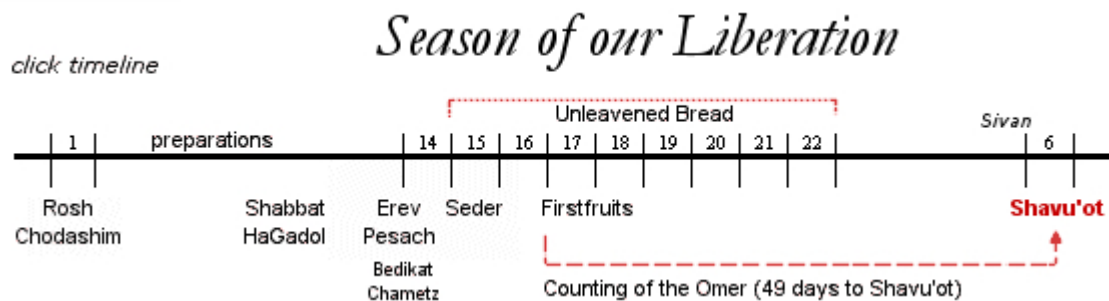 Season of our Liberation
click timeline
Unleavened Bread
Sivan
1 preparations 14 15 16 17 18 19 20 21 22 6
Rosh Shabbat Erev Seder Firstfruits Shavu'ot
Chodashim HaGadol Pesach
Bedikat
Chametz
Counting of the Omer (49 days to Shavu'ot)